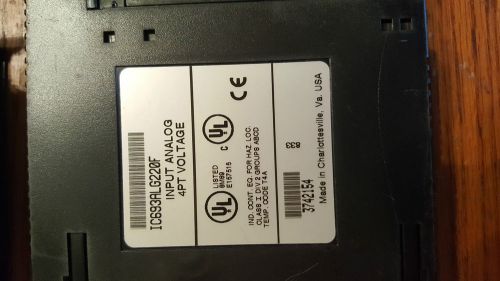 IC693ALG220F
INPUT ANALOG
4PT VOLTAGE
UL
LISTED
8M89
E157515
C UL
CE
IND. CONT. EQ. FOR HAZ. LOC.
CLASS I DIV 2 GROUPS ABCD
TEMP. CODE T4A
3742154
833
Made in Charlottesville, Va. USA